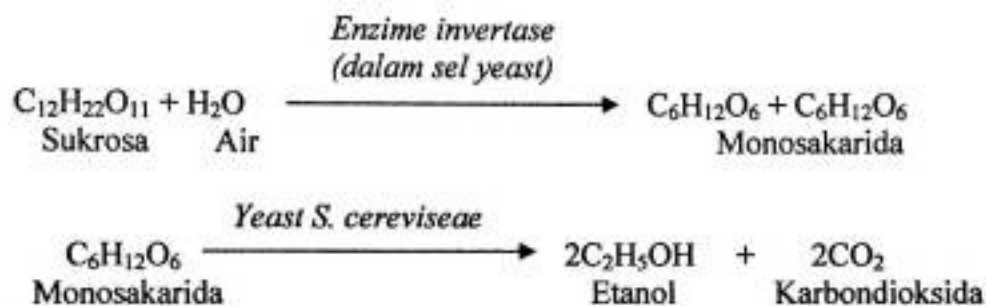 Enzime invertase
(dalam sel yeast)
C₁₂H₂₂O₁₁ + H₂O → C₆H₁₂O₆ + C₆H₁₂O₆
Sukrosa Air Monosakarida
Yeast S. cereviseae
C₆H₁₂O₆ → 2C₂H₅OH + 2CO₂
Monosakarida Etanol Karbondioksida